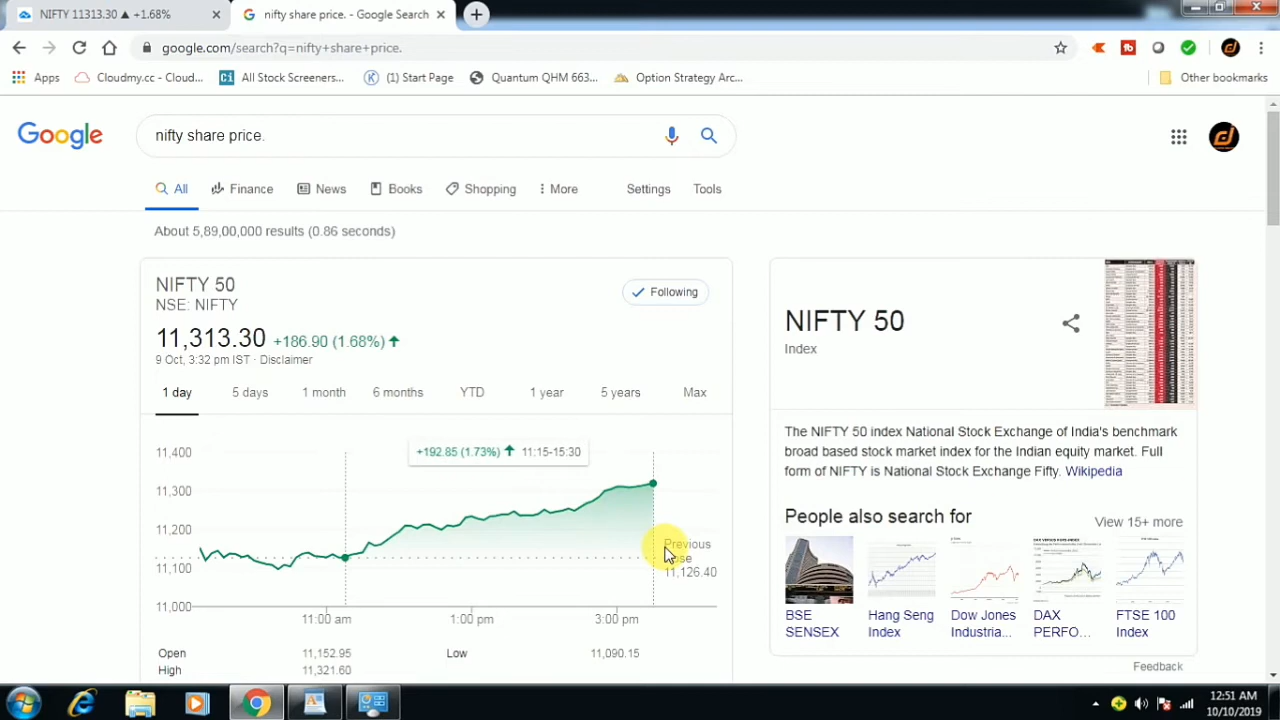 NIFTY 11313.30 ▲ +1.68%
nifty share price. - Google Search
google.com/search?q=nifty+share+price.
Apps
Cloudmy.cc - Cloud...
All Stock Screeners...
(1) Start Page
Quantum QHM 663...
Option Strategy Arc...
Other bookmarks
Google
nifty share price.
All
Finance
News
Books
Shopping
More
Settings
Tools
About 5,89,00,000 results (0.86 seconds)
NIFTY 50
NSE: NIFTY
Following
11,313.30 +186.90 (1.68%)
9 Oct, 3:32 pm IST · Disclaimer
1 day
5 days
1 month
6 months
YTD
1 year
5 years
Max
+192.85 (1.73%) 11:15-15:30
11,400
11,300
11,200
11,100
11,000
Previous
11,126.40
11:00 am
1:00 pm
3:00 pm
Open 11,152.95
Low 11,090.15
High 11,321.60
NIFTY 50
Index
The NIFTY 50 index National Stock Exchange of India's benchmark
broad based stock market index for the Indian equity market. Full
form of NIFTY is National Stock Exchange Fifty. Wikipedia
People also search for
View 15+ more
BSE
SENSEX
Hang Seng
Index
Dow Jones
Industria...
DAX
PERFO...
FTSE 100
Index
Feedback
12:51 AM
10/10/2019